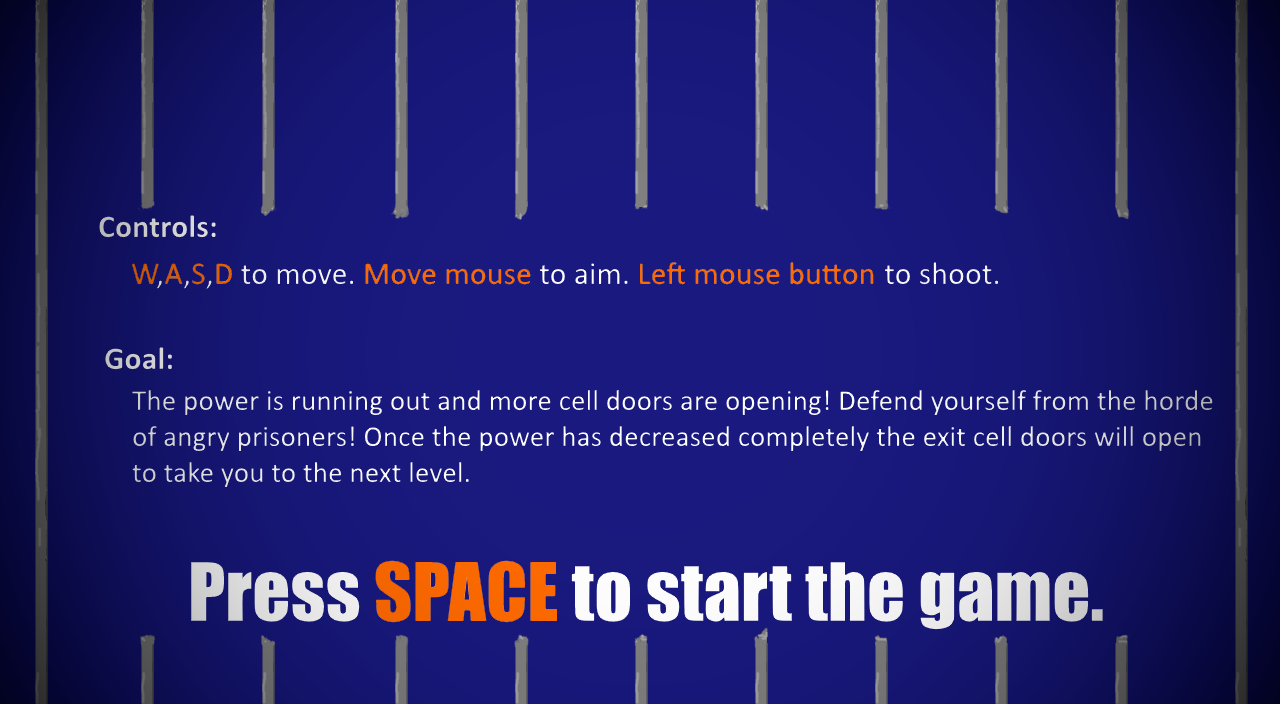 Controls:
W,A,S,D to move. Move mouse to aim. Left mouse button to shoot.
Goal:
The power is running out and more cell doors are opening! Defend yourself from the horde
of angry prisoners! Once the power has decreased completely the exit cell doors will open
to take you to the next level.
Press SPACE to start the game.